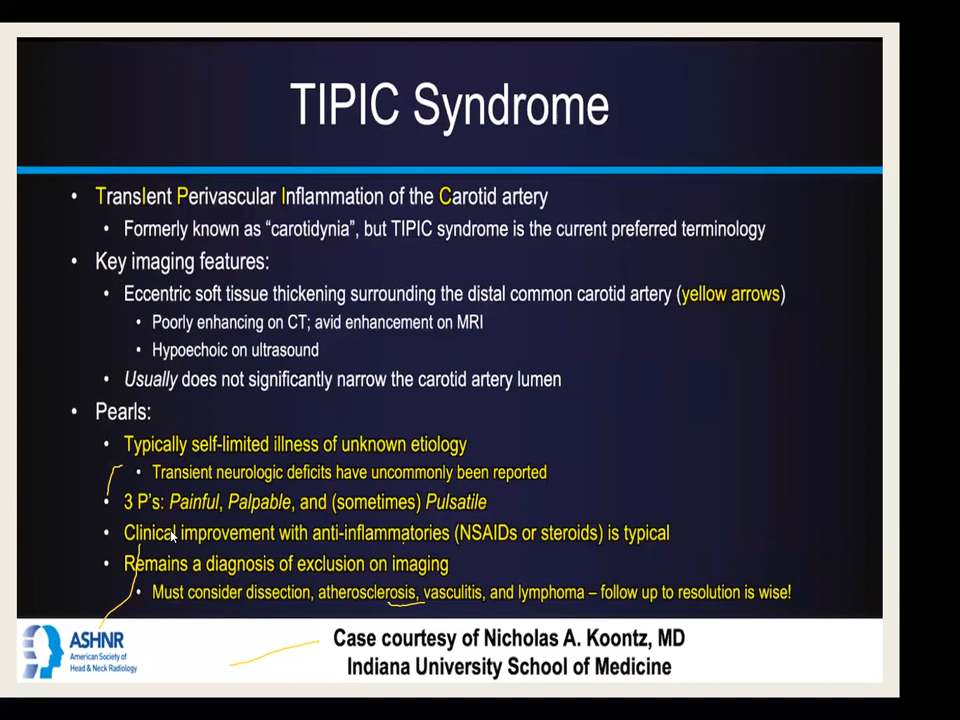 TIPIC Syndrome
• TransIent Perivascular Inflammation of the Carotid artery
• Formerly known as “carotidynia”, but TIPIC syndrome is the current preferred terminology
• Key imaging features:
• Eccentric soft tissue thickening surrounding the distal common carotid artery (yellow arrows)
• Poorly enhancing on CT; avid enhancement on MRI
• Hypoechoic on ultrasound
• Usually does not significantly narrow the carotid artery lumen
• Pearls:
• Typically self-limited illness of unknown etiology
• Transient neurologic deficits have uncommonly been reported
• 3 P’s: Painful, Palpable, and (sometimes) Pulsatile
• Clinical improvement with anti-inflammatories (NSAIDs or steroids) is typical
• Remains a diagnosis of exclusion on imaging
• Must consider dissection, atherosclerosis, vasculitis, and lymphoma – follow up to resolution is wise!
ASHNR
American Society of
Head & Neck Radiology
Case courtesy of Nicholas A. Koontz, MD
Indiana University School of Medicine